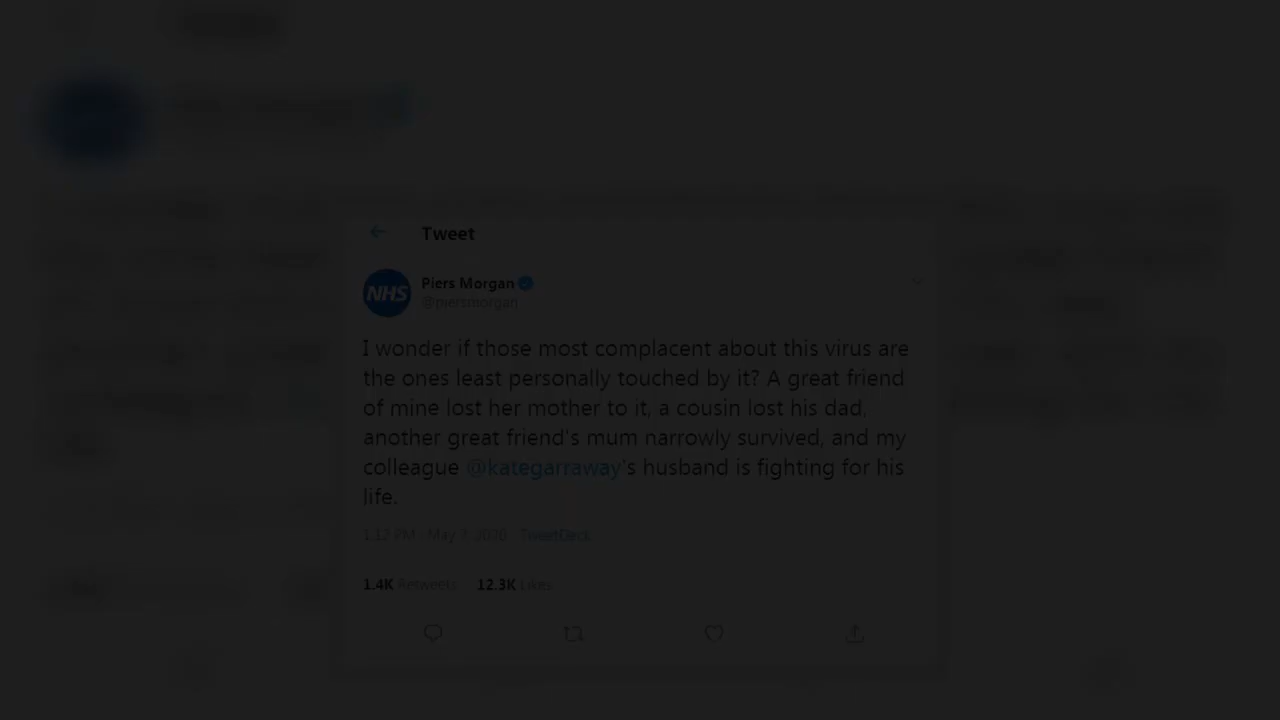 Tweet
NHS
Piers Morgan
@piersmorgan
I wonder if those most complacent about this virus are
the ones least personally touched by it? A great friend
of mine lost her mother to it, a cousin lost his dad,
another great friend's mum narrowly survived, and my
colleague @kategarraway's husband is fighting for his
life.
1:12 PM · May 7, 2020 · TweetDeck
1.4K Retweets 12.3K Likes